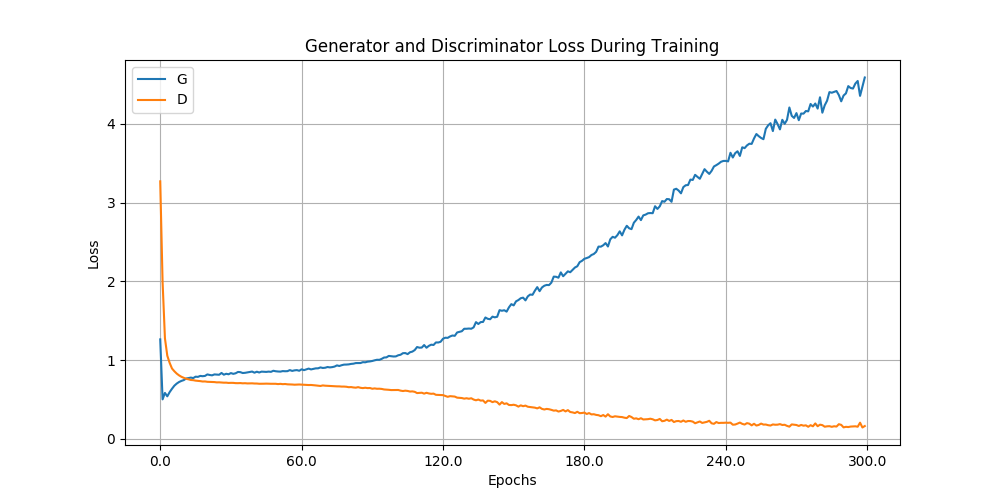 Generator and Discriminator Loss During Training
G
D
4
3
2
1
0
Loss
0.0 60.0 120.0 180.0 240.0 300.0
Epochs